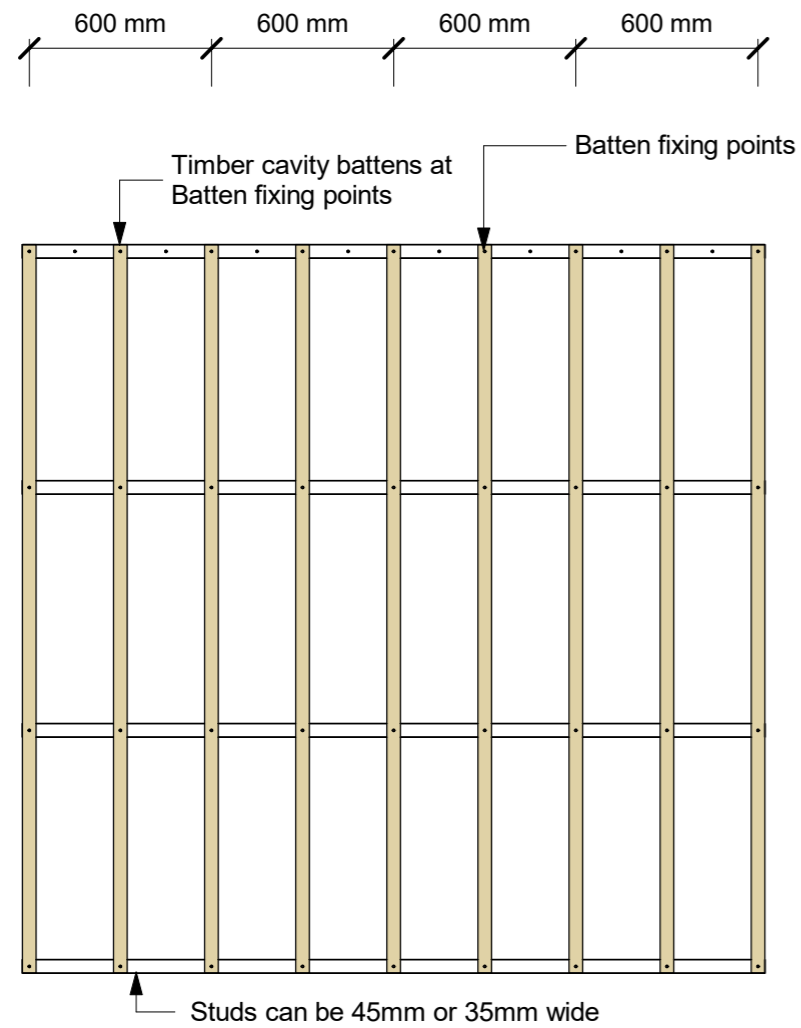 600 mm 600 mm 600 mm 600 mm
Batten fixing points
Timber cavity battens at
Batten fixing points
Studs can be 45mm or 35mm wide